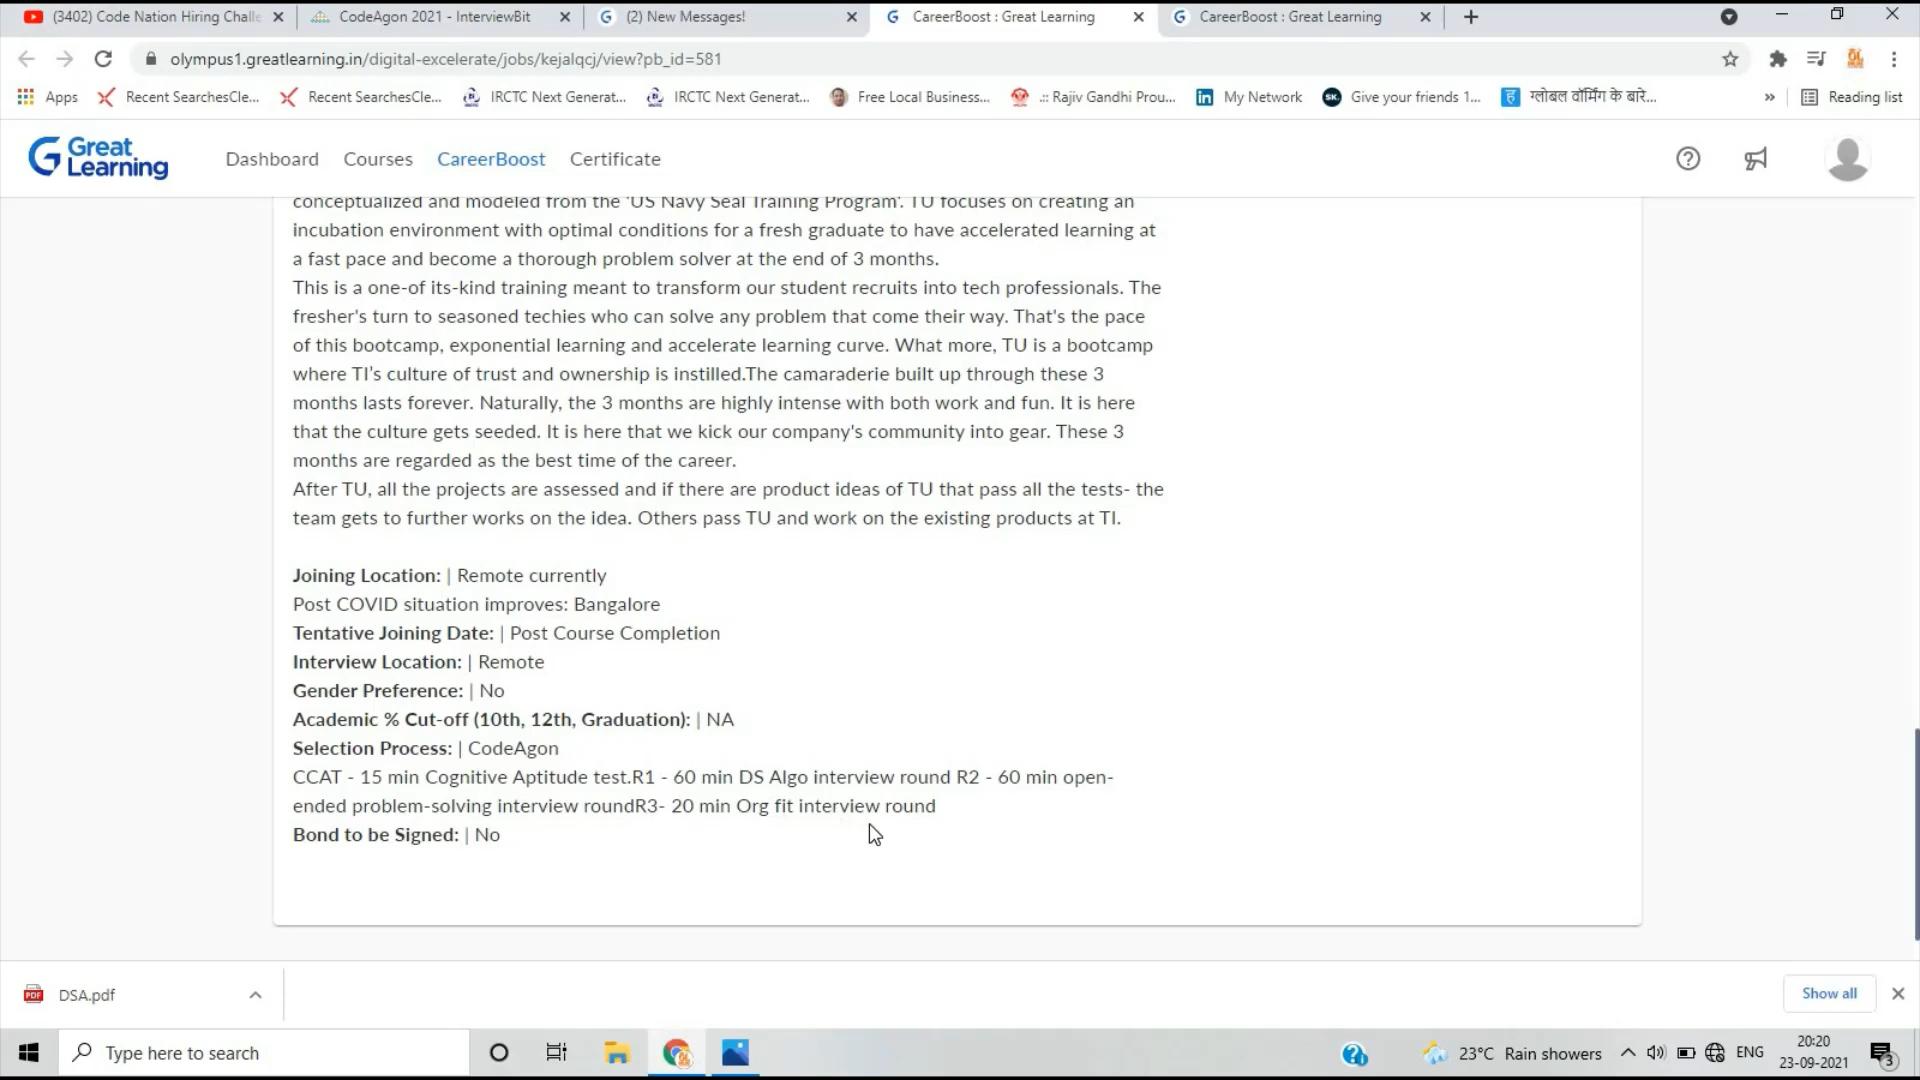 (3402) Code Nation Hiring Challe
CodeAgon 2021 - InterviewBit
(2) New Messages!
CareerBoost : Great Learning
CareerBoost : Great Learning
olympus1.greatlearning.in/digital-excelerate/jobs/kejalqcj/view?pb_id=581
Apps
Recent SearchesCle...
Recent SearchesCle...
IRCTC Next Generat...
IRCTC Next Generat...
Free Local Business...
.:: Rajiv Gandhi Prou...
My Network
Give your friends 1...
ग्लोबल वॉर्मिंग के बारे...
Reading list
Great Learning
Dashboard
Courses
CareerBoost
Certificate
conceptualized and modeled from the 'US Navy Seal Training Program'. TU focuses on creating an
incubation environment with optimal conditions for a fresh graduate to have accelerated learning at
a fast pace and become a thorough problem solver at the end of 3 months.
This is a one-of its-kind training meant to transform our student recruits into tech professionals. The
fresher's turn to seasoned techies who can solve any problem that come their way. That's the pace
of this bootcamp, exponential learning and accelerate learning curve. What more, TU is a bootcamp
where TI's culture of trust and ownership is instilled.The camaraderie built up through these 3
months lasts forever. Naturally, the 3 months are highly intense with both work and fun. It is here
that the culture gets seeded. It is here that we kick our company's community into gear. These 3
months are regarded as the best time of the career.
After TU, all the projects are assessed and if there are product ideas of TU that pass all the tests- the
team gets to further works on the idea. Others pass TU and work on the existing products at TI.
Joining Location: | Remote currently
Post COVID situation improves: Bangalore
Tentative Joining Date: | Post Course Completion
Interview Location: | Remote
Gender Preference: | No
Academic % Cut-off (10th, 12th, Graduation): | NA
Selection Process: | CodeAgon
CCAT - 15 min Cognitive Aptitude test.R1 - 60 min DS Algo interview round R2 - 60 min open-
ended problem-solving interview roundR3- 20 min Org fit interview round
Bond to be Signed: | No
PDF
DSA.pdf
Show all
Type here to search
23°C Rain showers
ENG
20:20
23-09-2021
3